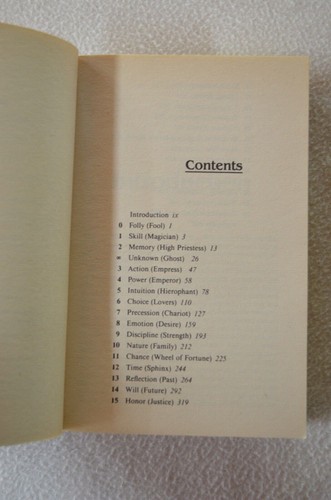 Contents
Introduction ix
0 Folly (Fool) 1
1 Skill (Magician) 3
2 Memory (High Priestess) 13
∞ Unknown (Ghost) 26
3 Action (Empress) 47
4 Power (Emperor) 58
5 Intuition (Hierophant) 78
6 Choice (Lovers) 110
7 Precession (Chariot) 127
8 Emotion (Desire) 159
9 Discipline (Strength) 193
10 Nature (Family) 212
11 Chance (Wheel of Fortune) 225
12 Time (Sphinx) 244
13 Reflection (Past) 264
14 Will (Future) 292
15 Honor (Justice) 319